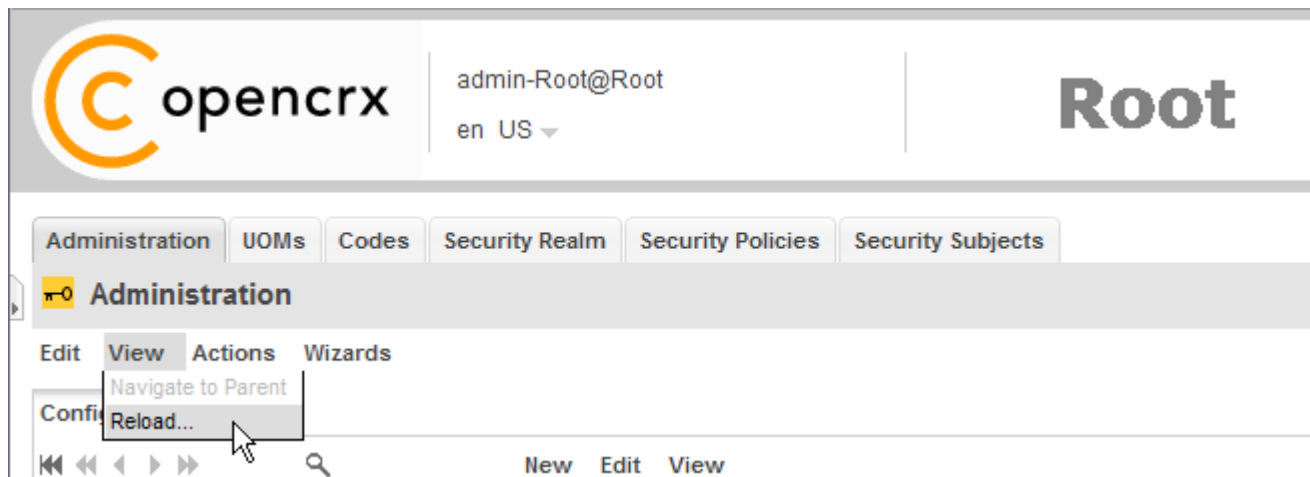 opencrx
admin-Root@Root
en US
Root
Administration UOMs Codes Security Realm Security Policies Security Subjects
Administration
Edit View Actions Wizards
Navigate to Parent
Reload...
New Edit View